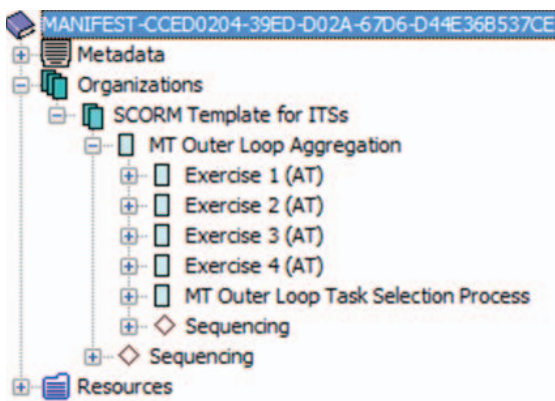 MANIFEST-CCED0204-39ED-D02A-67D6-D44E36B537CE
Metadata
Organizations
SCORM Template for ITSs
MT Outer Loop Aggregation
Exercise 1 (AT)
Exercise 2 (AT)
Exercise 3 (AT)
Exercise 4 (AT)
MT Outer Loop Task Selection Process
Sequencing
Sequencing
Resources